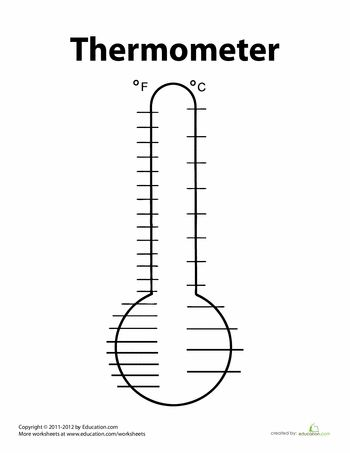 Thermometer
°F °C
Copyright © 2011-2012 by Education.com
More worksheets at www.education.com/worksheets
created by: education.com